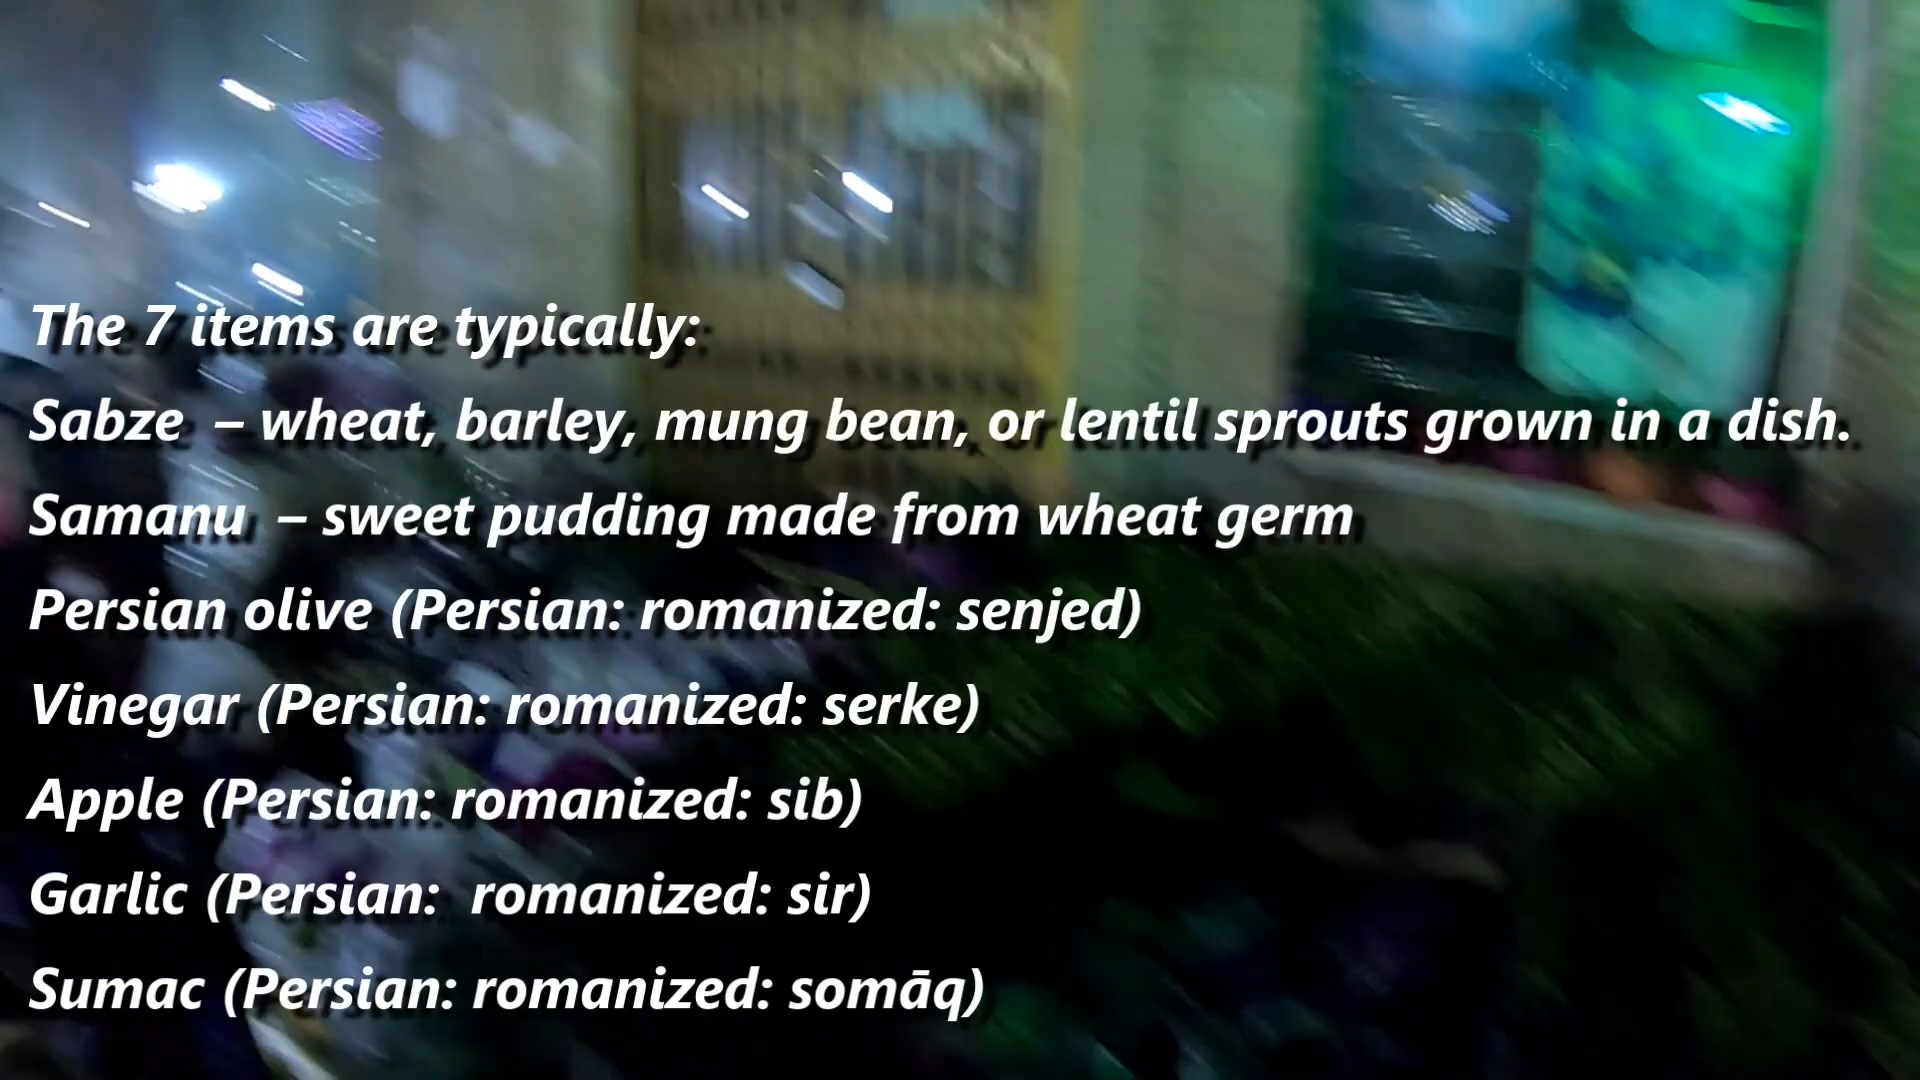 The 7 items are typically:
Sabze – wheat, barley, mung bean, or lentil sprouts grown in a dish.
Samanu – sweet pudding made from wheat germ
Persian olive (Persian: romanized: senjed)
Vinegar (Persian: romanized: serke)
Apple (Persian: romanized: sib)
Garlic (Persian: romanized: sir)
Sumac (Persian: romanized: somāq)